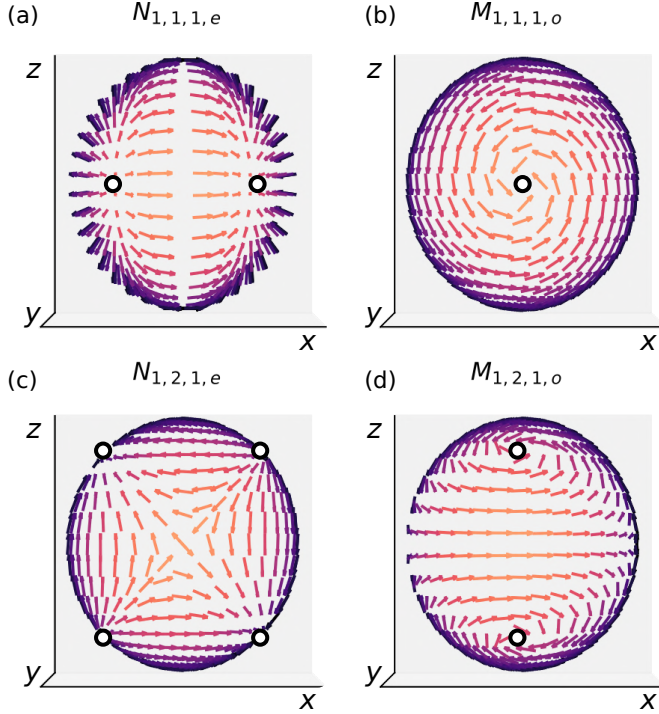 (a) N1,1,1,e
z
y
x
(b) M1,1,1,o
z
y
x
(c) N1,2,1,e
z
y
x
(d) M1,2,1,o
z
y
x